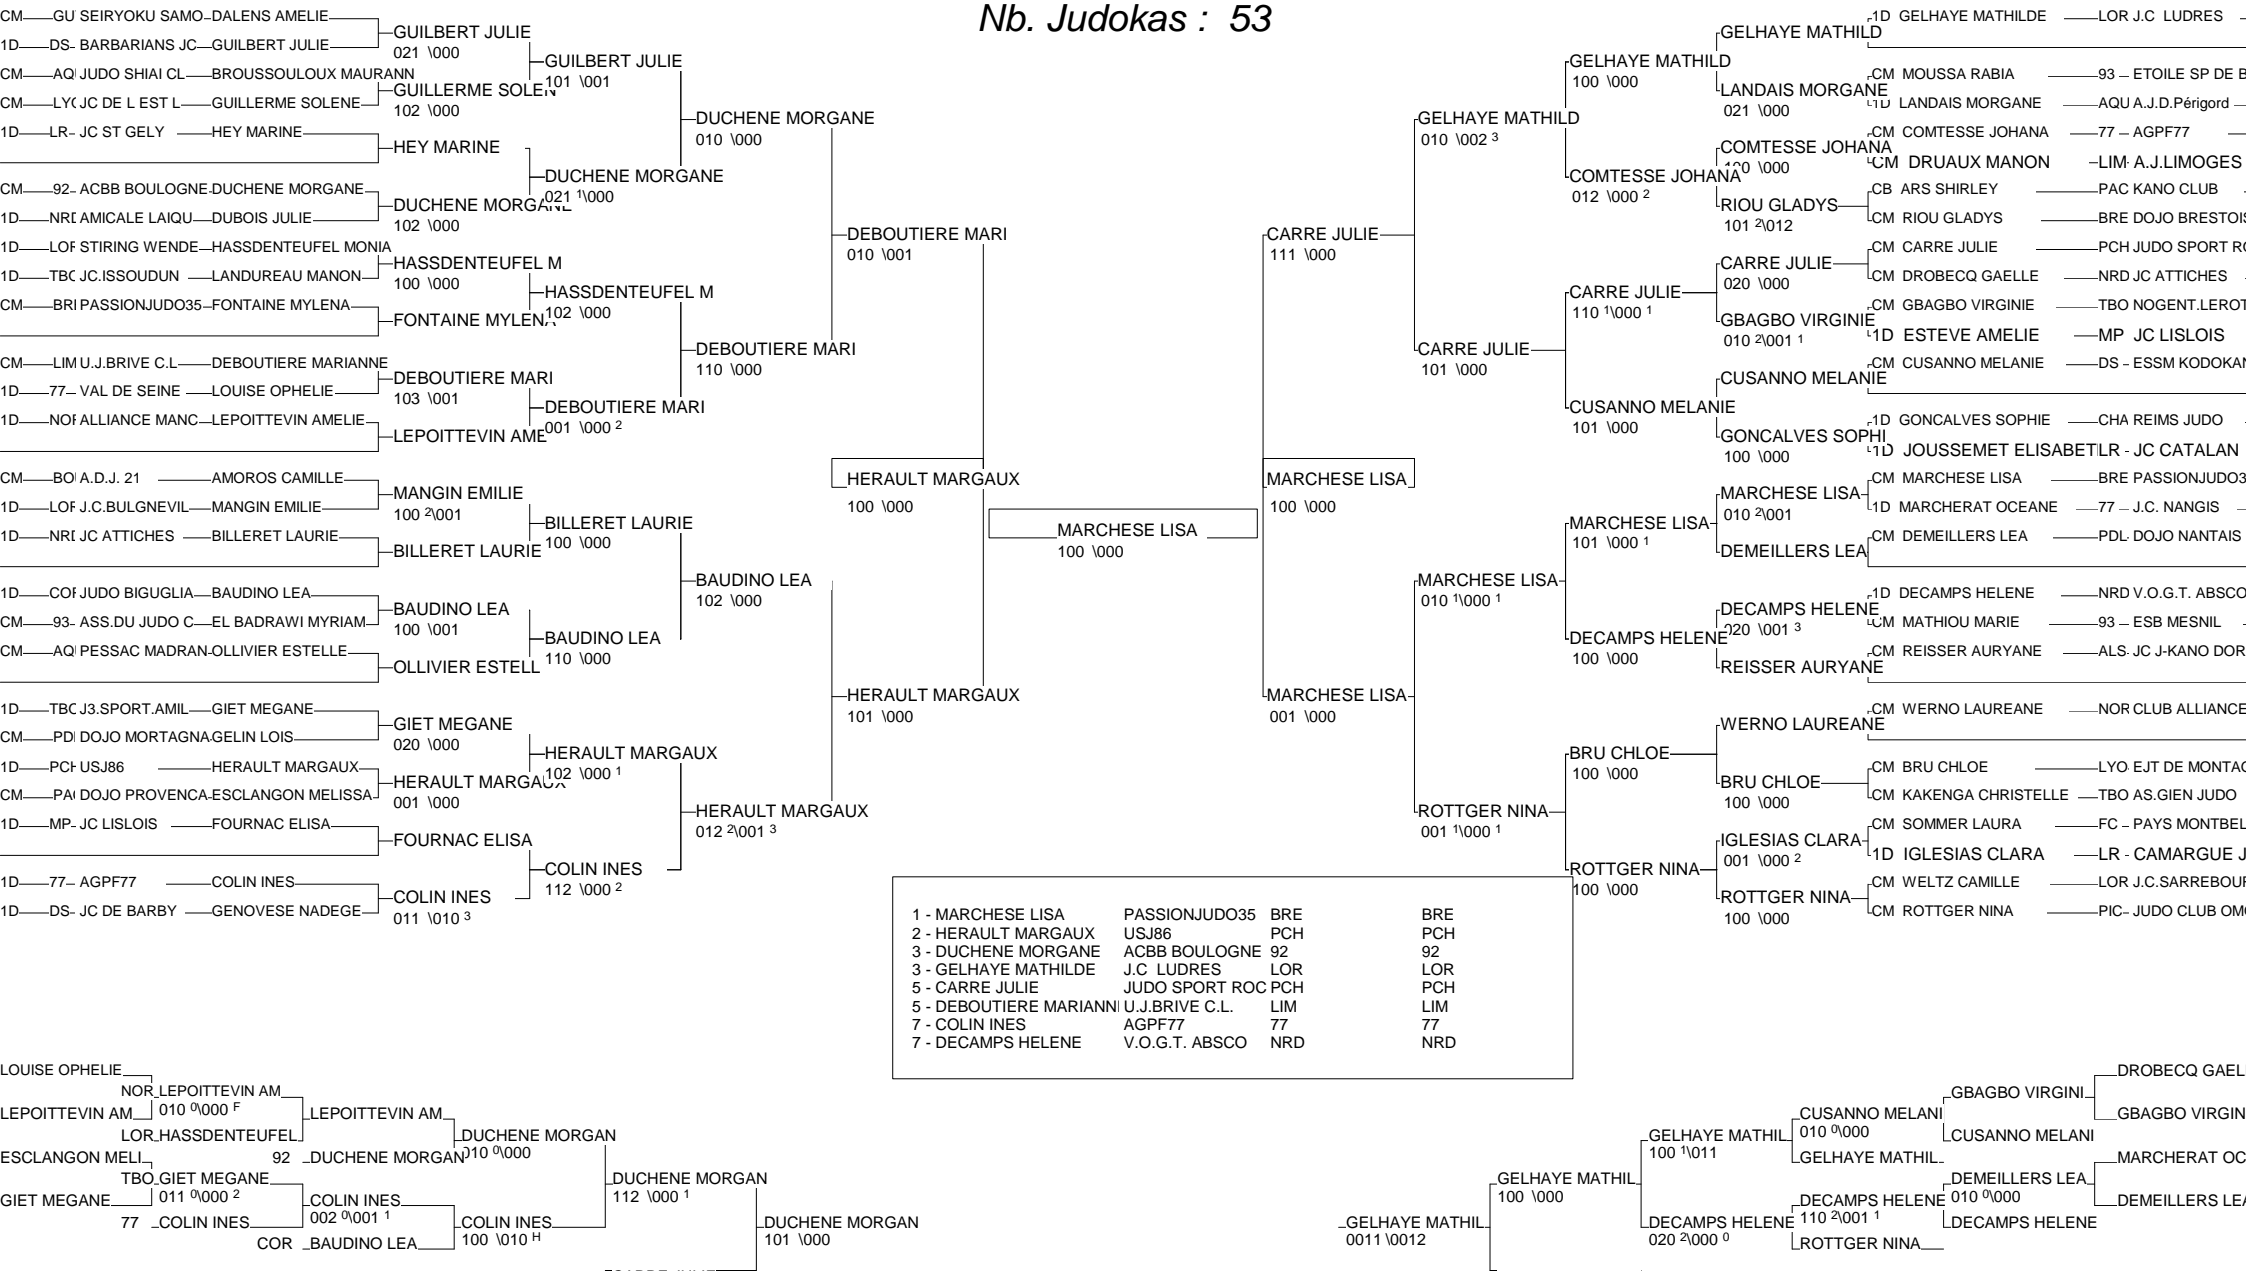 Nb. Judokas : 53
CM GU SEIRYOKU SAMO DALENS AMELIE
1D DS- BARBARIANS JC GUILBERT JULIE
CM AQ JUDO SHIAI CL BROUSSOULOUX MAURANN
CM LY JC DE L EST L GUILLERME SOLENE
1D LR- JC ST GELY HEY MARINE
CM 92- ACBB BOULOGNE DUCHENE MORGANE
1D NRD AMICALE LAIQU DUBOIS JULIE
1D LOR STIRING WENDE HASSDENTEUFEL MONIA
1D TBO JC.ISSOUDUN LANDUREAU MANON
CM BRE PASSIONJUDO35 FONTAINE MYLENA
CM LIM U.J.BRIVE C.L DEBOUTIERE MARIANNE
1D 77- VAL DE SEINE LOUISE OPHELIE
1D NOR ALLIANCE MANC LEPOITTEVIN AMELIE
CM BO A.D.J. 21 AMOROS CAMILLE
1D LOR J.C.BULGNEVIL MANGIN EMILIE
1D NRD JC ATTICHES BILLERET LAURIE
1D COR JUDO BIGUGLIA BAUDINO LEA
CM 93- ASS.DU JUDO C EL BADRAWI MYRIAM
CM AQ PESSAC MADRAN OLLIVIER ESTELLE
1D TBO J3.SPORT.AMIL GIET MEGANE
CM PD DOJO MORTAGNA GELIN LOIS
1D PCH USJ86 HERAULT MARGAUX
CM PA DOJO PROVENCA ESCLANGON MELISSA
1D MP- JC LISLOIS FOURNAC ELISA
1D 77- AGPF77 COLIN INES
1D DS- JC DE BARBY GENOVESE NADEGE
GUILBERT JULIE
021 \000
GUILLERME SOLEN
102 \000
HEY MARINE
DUCHENE MORGANE
102 \000
HASSDENTEUFEL M
100 \000
FONTAINE MYLENA
DEBOUTIERE MARI
103 \001
LEPOITTEVIN AME
MANGIN EMILIE
100 2\001
BILLERET LAURIE
BAUDINO LEA
100 \001
OLLIVIER ESTELL
GIET MEGANE
020 \000
HERAULT MARGAUX
001 \000
FOURNAC ELISA
COLIN INES
011 \010 3
GUILBERT JULIE
101 \001
DUCHENE MORGANE
021 1\000
HASSDENTEUFEL M
102 \000
DEBOUTIERE MARI
001 \000 2
BILLERET LAURIE
100 \000
BAUDINO LEA
110 \000
HERAULT MARGAUX
102 \000 1
COLIN INES
112 \000 2
DUCHENE MORGANE
010 \000
DEBOUTIERE MARI
110 \000
BAUDINO LEA
102 \000
HERAULT MARGAUX
012 2\001 3
DEBOUTIERE MARI
010 \001
HERAULT MARGAUX
101 \000
HERAULT MARGAUX
100 \000
MARCHESE LISA
100 \000
MARCHESE LISA
100 \000
CARRE JULIE
111 \000
MARCHESE LISA
001 \000
GELHAYE MATHILD
010 \002 3
CARRE JULIE
101 \000
MARCHESE LISA
010 1\000 1
ROTTGER NINA
001 1\000 1
GELHAYE MATHILD
100 \000
COMTESSE JOHANA
012 \000 2
CARRE JULIE
110 1\000 1
CUSANNO MELANIE
101 \000
MARCHESE LISA
101 \000 1
DECAMPS HELENE
100 \000
BRU CHLOE
100 \000
ROTTGER NINA
100 \000
GELHAYE MATHILD
LANDAIS MORGANE
021 \000
COMTESSE JOHANA
100 \000
RIOU GLADYS
101 2\012
CARRE JULIE
020 \000
GBAGBO VIRGINIE
010 2\001 1
CUSANNO MELANIE
GONCALVES SOPHI
100 \000
MARCHESE LISA
010 2\001
DEMEILLERS LEA
DECAMPS HELENE
020 \001 3
REISSER AURYANE
WERNO LAUREANE
BRU CHLOE
100 \000
IGLESIAS CLARA
001 \000 2
ROTTGER NINA
100 \000
1D GELHAYE MATHILDE LOR J.C LUDRES
CM MOUSSA RABIA 93 - ETOILE SP DE B
1D LANDAIS MORGANE AQU A.J.D.Périgord
CM COMTESSE JOHANA 77 - AGPF77
CM DRUAUX MANON LIM- A.J.LIMOGES
CB ARS SHIRLEY PAC KANO CLUB
CM RIOU GLADYS BRE DOJO BRESTOIS
CM CARRE JULIE PCH JUDO SPORT RO
CM DROBECQ GAELLE NRD JC ATTICHES
CM GBAGBO VIRGINIE TBO NOGENT.LEROT
1D ESTEVE AMELIE MP JC LISLOIS
CM CUSANNO MELANIE DS - ESSM KODOKAN
1D GONCALVES SOPHIE CHA REIMS JUDO
1D JOUSSEMET ELISABET LR - JC CATALAN
CM MARCHESE LISA BRE PASSIONJUDO3
1D MARCHERAT OCEANE 77 - J.C. NANGIS
CM DEMEILLERS LEA PDL- DOJO NANTAIS
1D DECAMPS HELENE NRD V.O.G.T. ABSCO
CM MATHIOU MARIE 93 - ESB MESNIL
CM REISSER AURYANE ALS- JC J-KANO DOR
CM WERNO LAUREANE NOR CLUB ALLIANCE
CM BRU CHLOE LYO EJT DE MONTAG
CM KAKENGA CHRISTELLE TBO AS.GIEN JUDO
CM SOMMER LAURA FC - PAYS MONTBEL
1D IGLESIAS CLARA LR - CAMARGUE J
CM WELTZ CAMILLE LOR J.C.SARREBOUR
CM ROTTGER NINA PIC- JUDO CLUB OM
1 - MARCHESE LISA PASSIONJUDO35 BRE BRE
2 - HERAULT MARGAUX USJ86 PCH PCH
3 - DUCHENE MORGANE ACBB BOULOGNE 92 92
3 - GELHAYE MATHILDE J.C LUDRES LOR LOR
5 - CARRE JULIE JUDO SPORT ROC PCH PCH
5 - DEBOUTIERE MARIANN U.J.BRIVE C.L. LIM LIM
7 - COLIN INES AGPF77 77 77
7 - DECAMPS HELENE V.O.G.T. ABSCO NRD NRD
LOUISE OPHELIE
LEPOITTEVIN AM
ESCLANGON MELI
GIET MEGANE
NOR LEPOITTEVIN AM
010 0\000 F
LOR HASSDENTEUFEL
TBO GIET MEGANE
011 0\000 2
77 COLIN INES
LEPOITTEVIN AM
92 DUCHENE MORGAN
COLIN INES
002 0\001 1
COR BAUDINO LEA
DUCHENE MORGAN
010 0\000
COLIN INES
100 \010 H
DUCHENE MORGAN
112 \000 1
DUCHENE MORGAN
101 \000
GELHAYE MATHIL
0011 \0012
GELHAYE MATHIL
100 \000
GELHAYE MATHIL
100 1\011
DECAMPS HELENE
020 2\000 0
CUSANNO MELANI
010 0\000
GELHAYE MATHIL
DECAMPS HELENE
110 2\001 1
ROTTGER NINA
GBAGBO VIRGINI
CUSANNO MELANI
DEMEILLERS LEA
010 0\000
DECAMPS HELENE
DROBECQ GAEL
GBAGBO VIRGIN
MARCHERAT OC
DEMEILLERS LEA